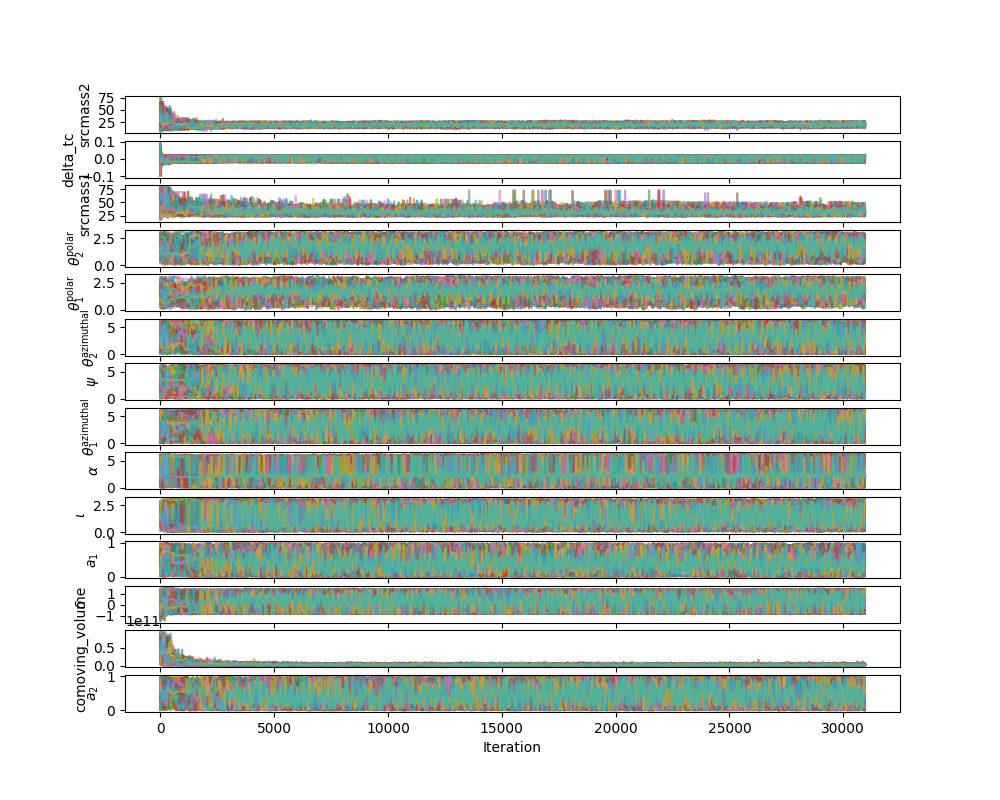 srcmass2
75
50
25
delta_tc
0.1
0.0
−0.1
srcmass1
75
50
25
θ₂^polar
2.5
0.0
θ₁^polar
2.5
0.0
θ₂^azimuthal
5
0
ψ
5
0
θ₁^azimuthal
5
0
α
5
0
ι
2.5
0.0
a₁
1
0
1
0
−1
1e11
comoving_volume
0.5
0.0
a₂
1
0
0 5000 10000 15000 20000 25000 30000
Iteration